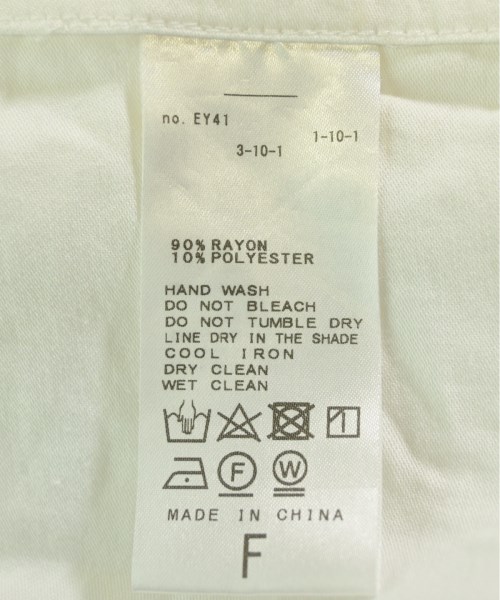 no. EY41
1-10-1
3-10-1
90% RAYON
10% POLYESTER
HAND WASH
DO NOT BLEACH
DO NOT TUMBLE DRY
LINE DRY IN THE SHADE
COOL IRON
DRY CLEAN
WET CLEAN
F W
MADE IN CHINA
F